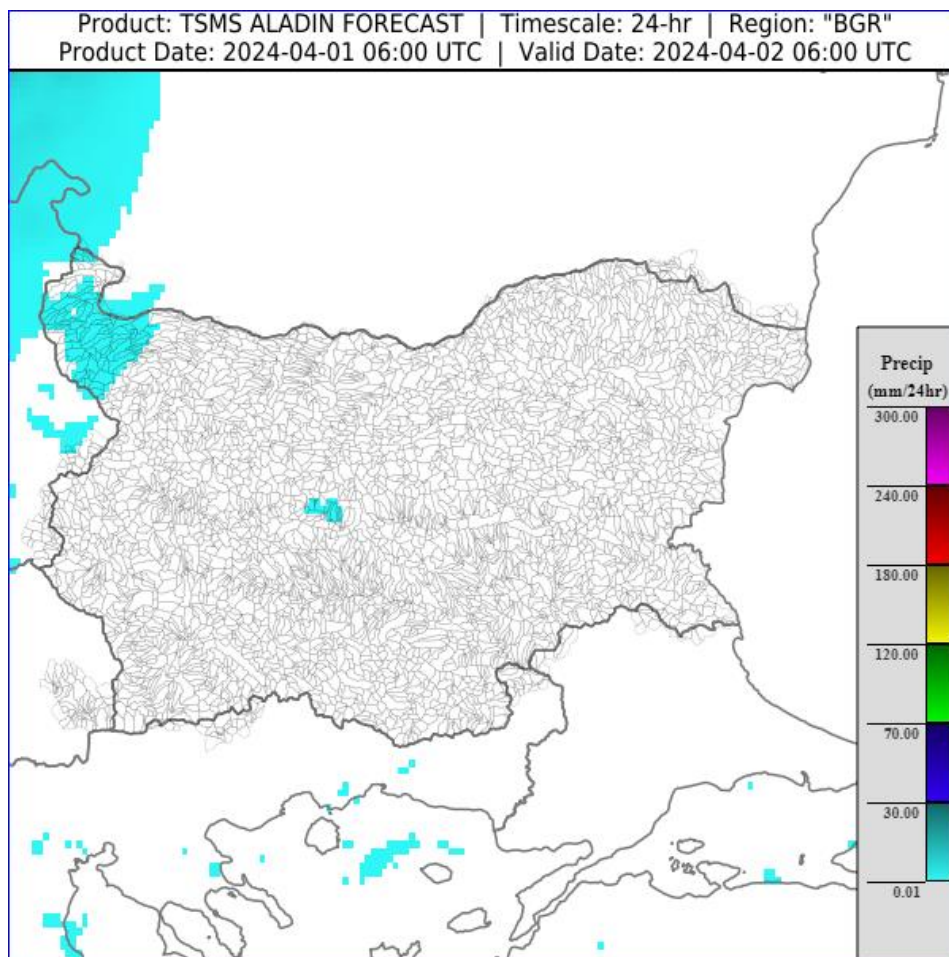 Product: TSMS ALADIN FORECAST | Timescale: 24-hr | Region: "BGR"
Product Date: 2024-04-01 06:00 UTC | Valid Date: 2024-04-02 06:00 UTC
Precip
(mm/24hr)
300.00
240.00
180.00
120.00
70.00
30.00
0.01